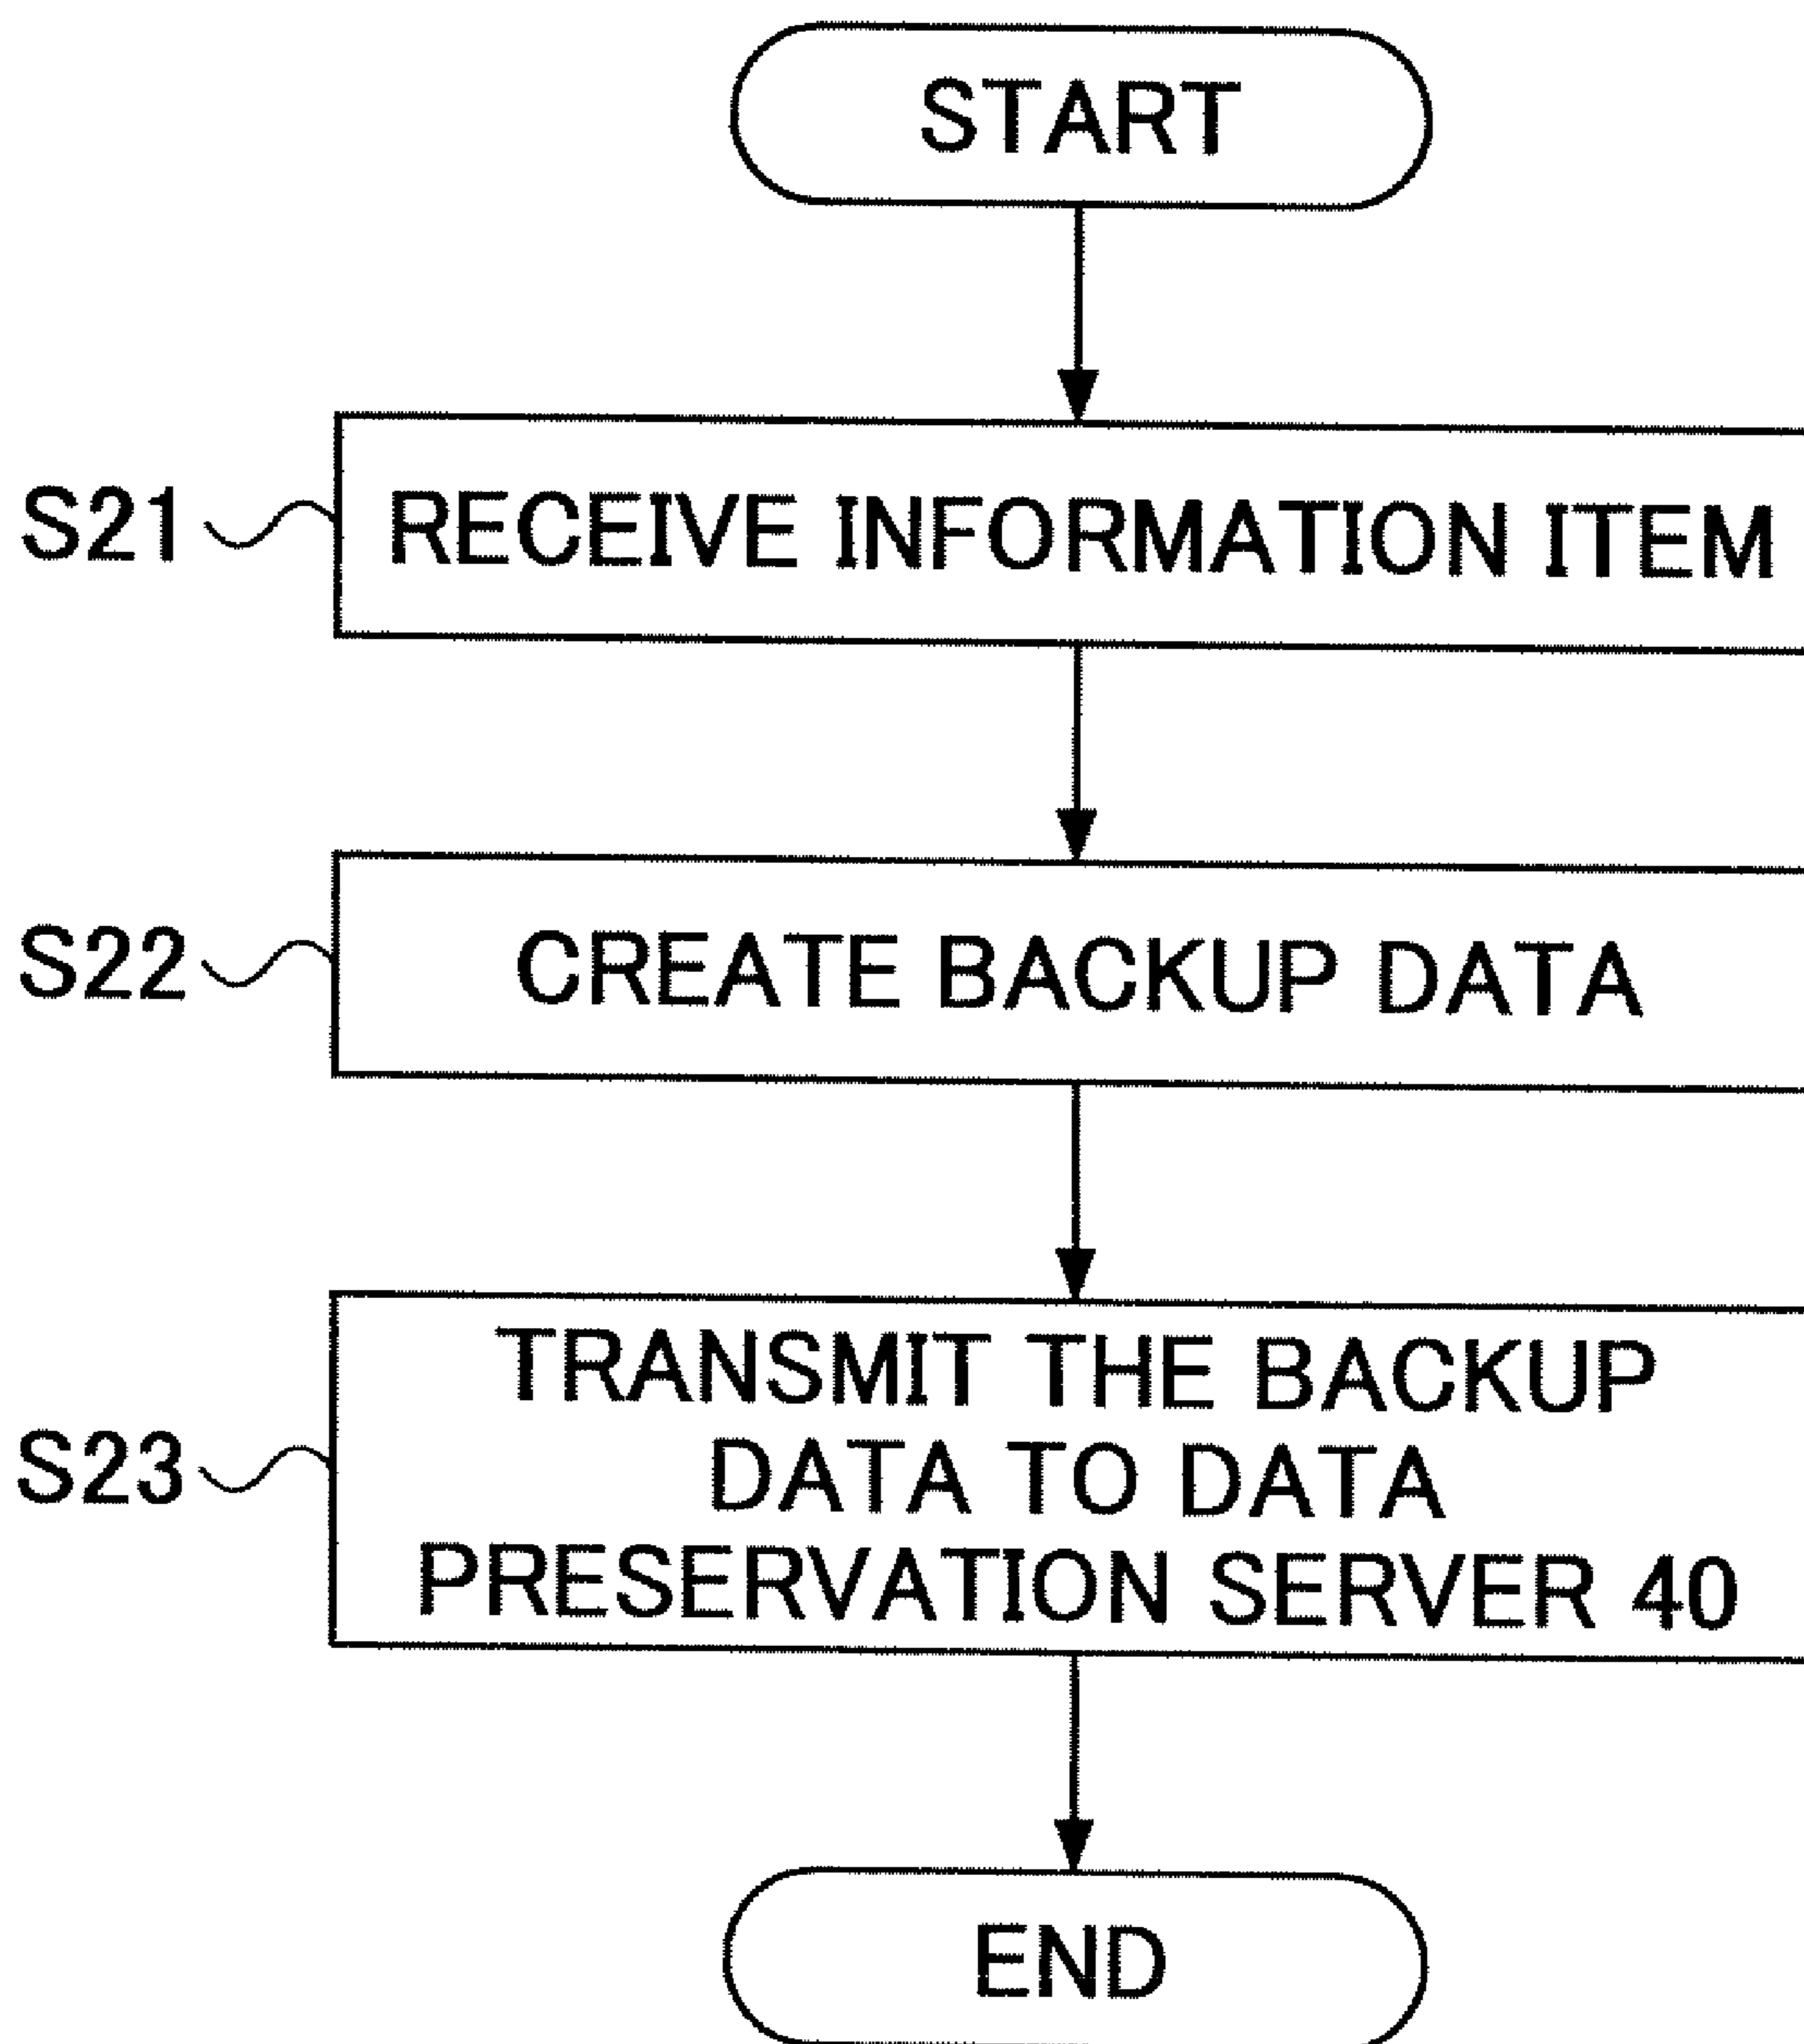 START
S21
RECEIVE INFORMATION ITEM
S22
CREATE BACKUP DATA
S23
TRANSMIT THE BACKUP
DATA TO DATA
PRESERVATION SERVER 40
END